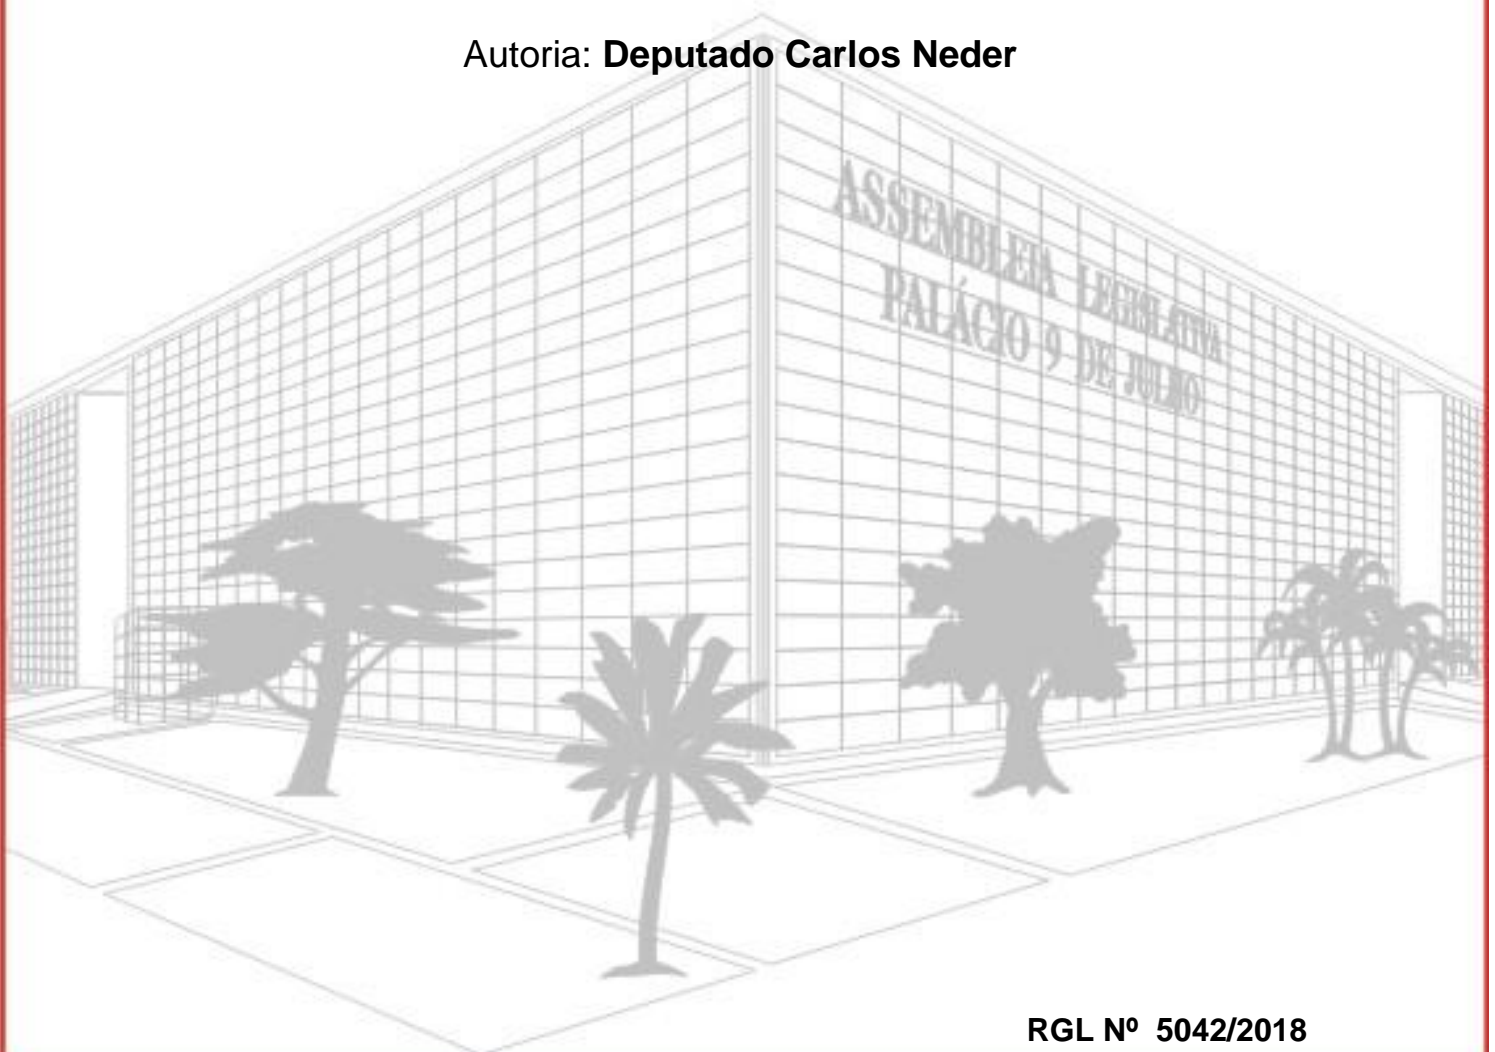 Autoria: Deputado Carlos Neder
ASSEMBLEIA LEGISLATIVA
PALÁCIO 9 DE JULHO
RGL Nº 5042/2018